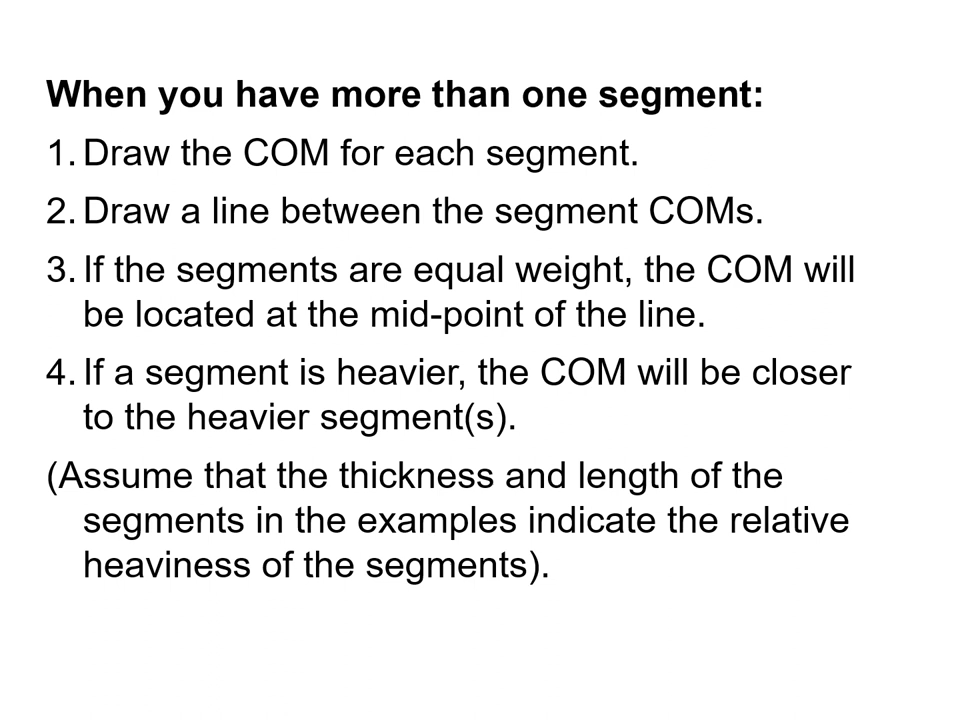 When you have more than one segment:
1. Draw the COM for each segment.
2. Draw a line between the segment COMs.
3. If the segments are equal weight, the COM will
be located at the mid-point of the line.
4. If a segment is heavier, the COM will be closer
to the heavier segment(s).
(Assume that the thickness and length of the
segments in the examples indicate the relative
heaviness of the segments).